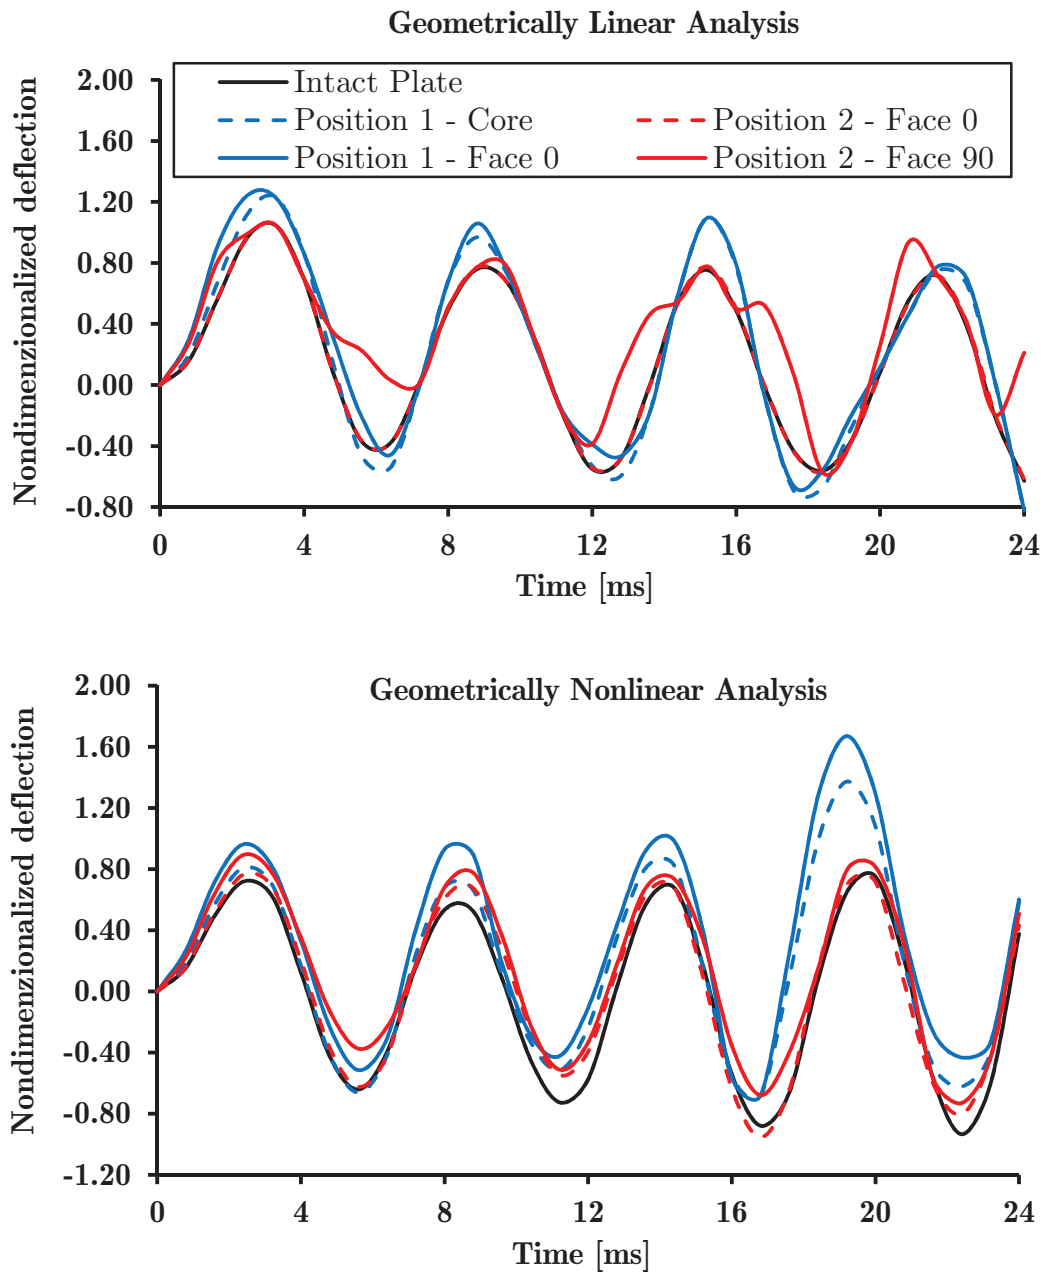 Geometrically Linear Analysis
Nondimenzionalized deflection
2.00
1.60
1.20
0.80
0.40
0.00
-0.40
-0.80
Intact Plate
Position 1 - Core
Position 2 - Face 0
Position 1 - Face 0
Position 2 - Face 90
0 4 8 12 16 20 24
Time [ms]
Geometrically Nonlinear Analysis
Nondimenzionalized deflection
2.00
1.60
1.20
0.80
0.40
0.00
-0.40
-0.80
-1.20
0 4 8 12 16 20 24
Time [ms]